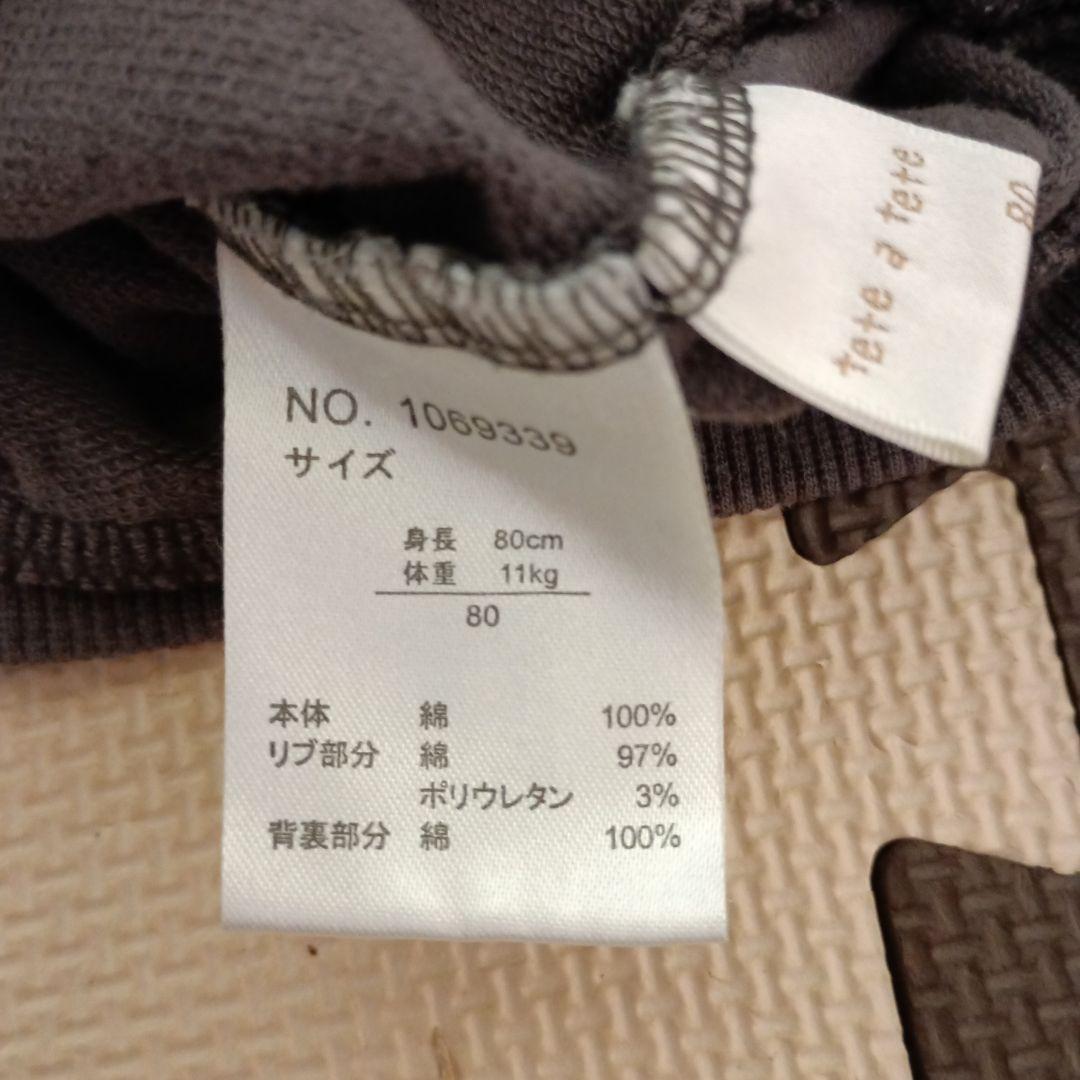 NO. 1069339
サイズ
身長 80cm
体重 11kg
80
本体 綿 100%
リブ部分 綿 97%
ポリウレタン 3%
背裏部分 綿 100%
tete a tete
80